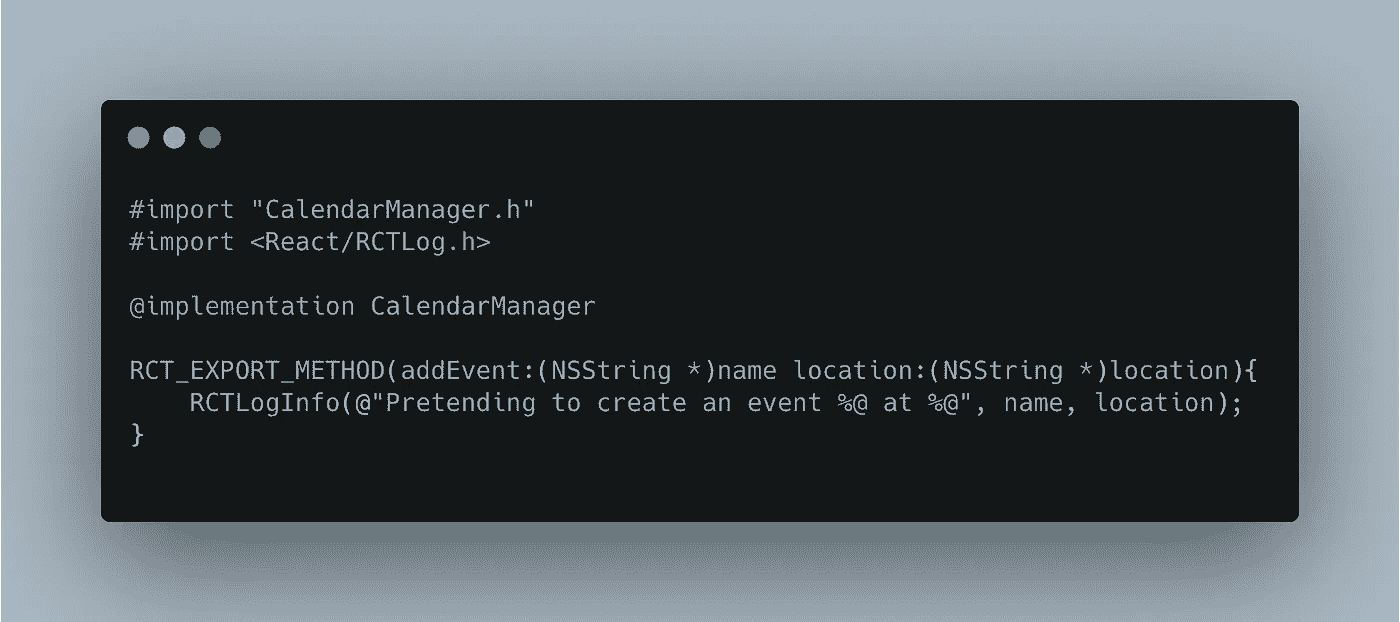 #import "CalendarManager.h"
#import <React/RCTLog.h>
@implementation CalendarManager
RCT_EXPORT_METHOD(addEvent:(NSString *)name location:(NSString *)location){
    RCTLogInfo(@"Pretending to create an event %@ at %@", name, location);
}